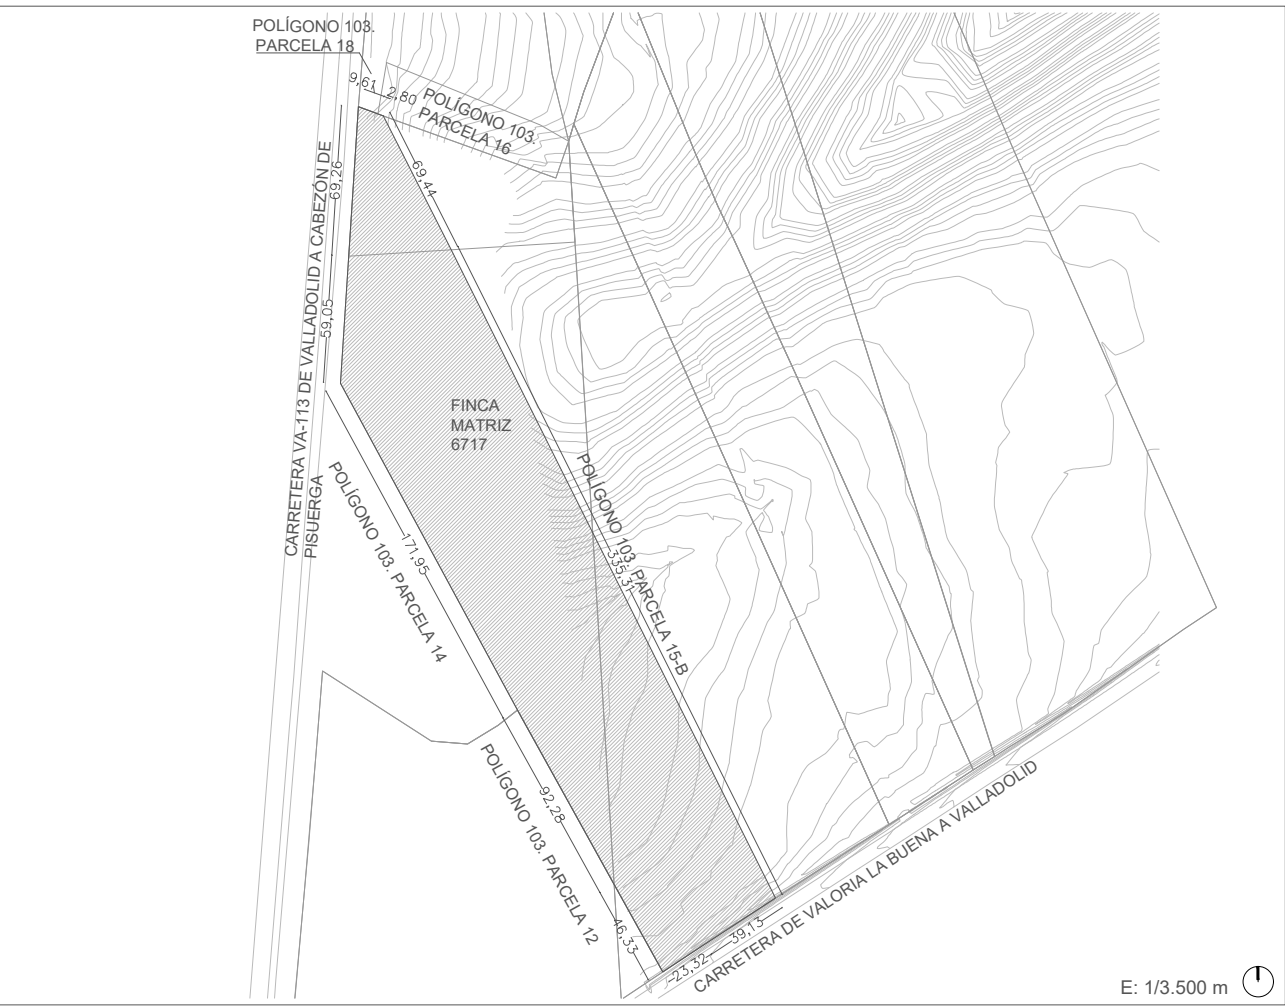 POLÍGONO 103.
PARCELA 18
9,61
2,80
POLÍGONO 103.
PARCELA 16
69,26
69,44
CARRETERA VA-113 DE VALLADOLID A CABEZÓN DE
PISUERGA
59,05
FINCA
MATRIZ
6717
POLÍGONO 103. PARCELA 14
171,95
POLÍGONO 103. PARCELA 15-B
335,31
POLÍGONO 103. PARCELA 12
92,28
46,33
23,32
39,13
CARRETERA DE VALORIA LA BUENA A VALLADOLID
E: 1/3.500 m